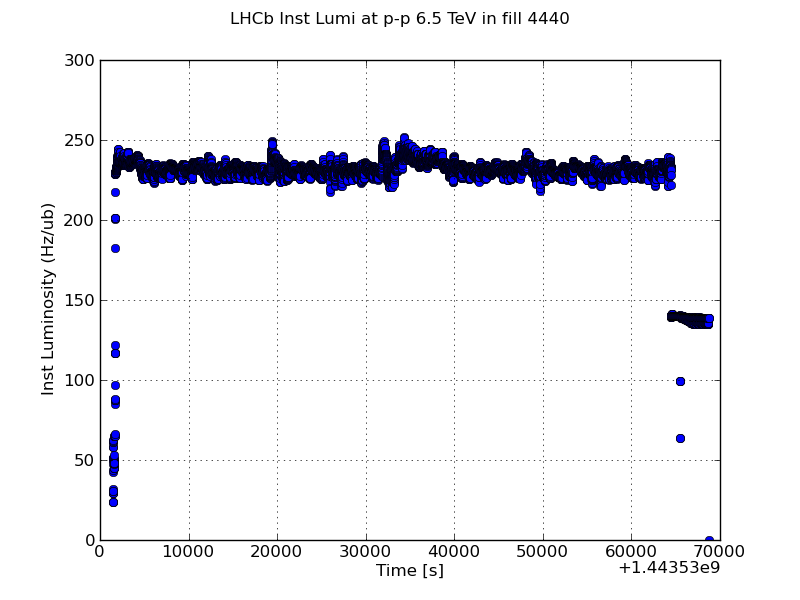 LHCb Inst Lumi at p-p 6.5 TeV in fill 4440
300
250
200
150
100
50
0
Inst Luminosity (Hz/ub)
0 10000 20000 30000 40000 50000 60000 70000
Time [s]
+1.44353e9